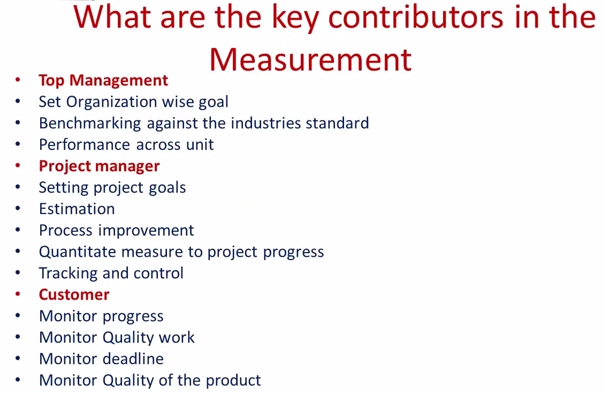 What are the key contributors in the
Measurement
• Top Management
• Set Organization wise goal
• Benchmarking against the industries standard
• Performance across unit
• Project manager
• Setting project goals
• Estimation
• Process improvement
• Quantitate measure to project progress
• Tracking and control
• Customer
• Monitor progress
• Monitor Quality work
• Monitor deadline
• Monitor Quality of the product